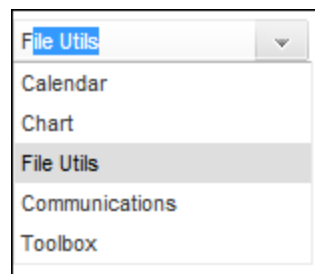 File Utils
Calendar
Chart
File Utils
Communications
Toolbox